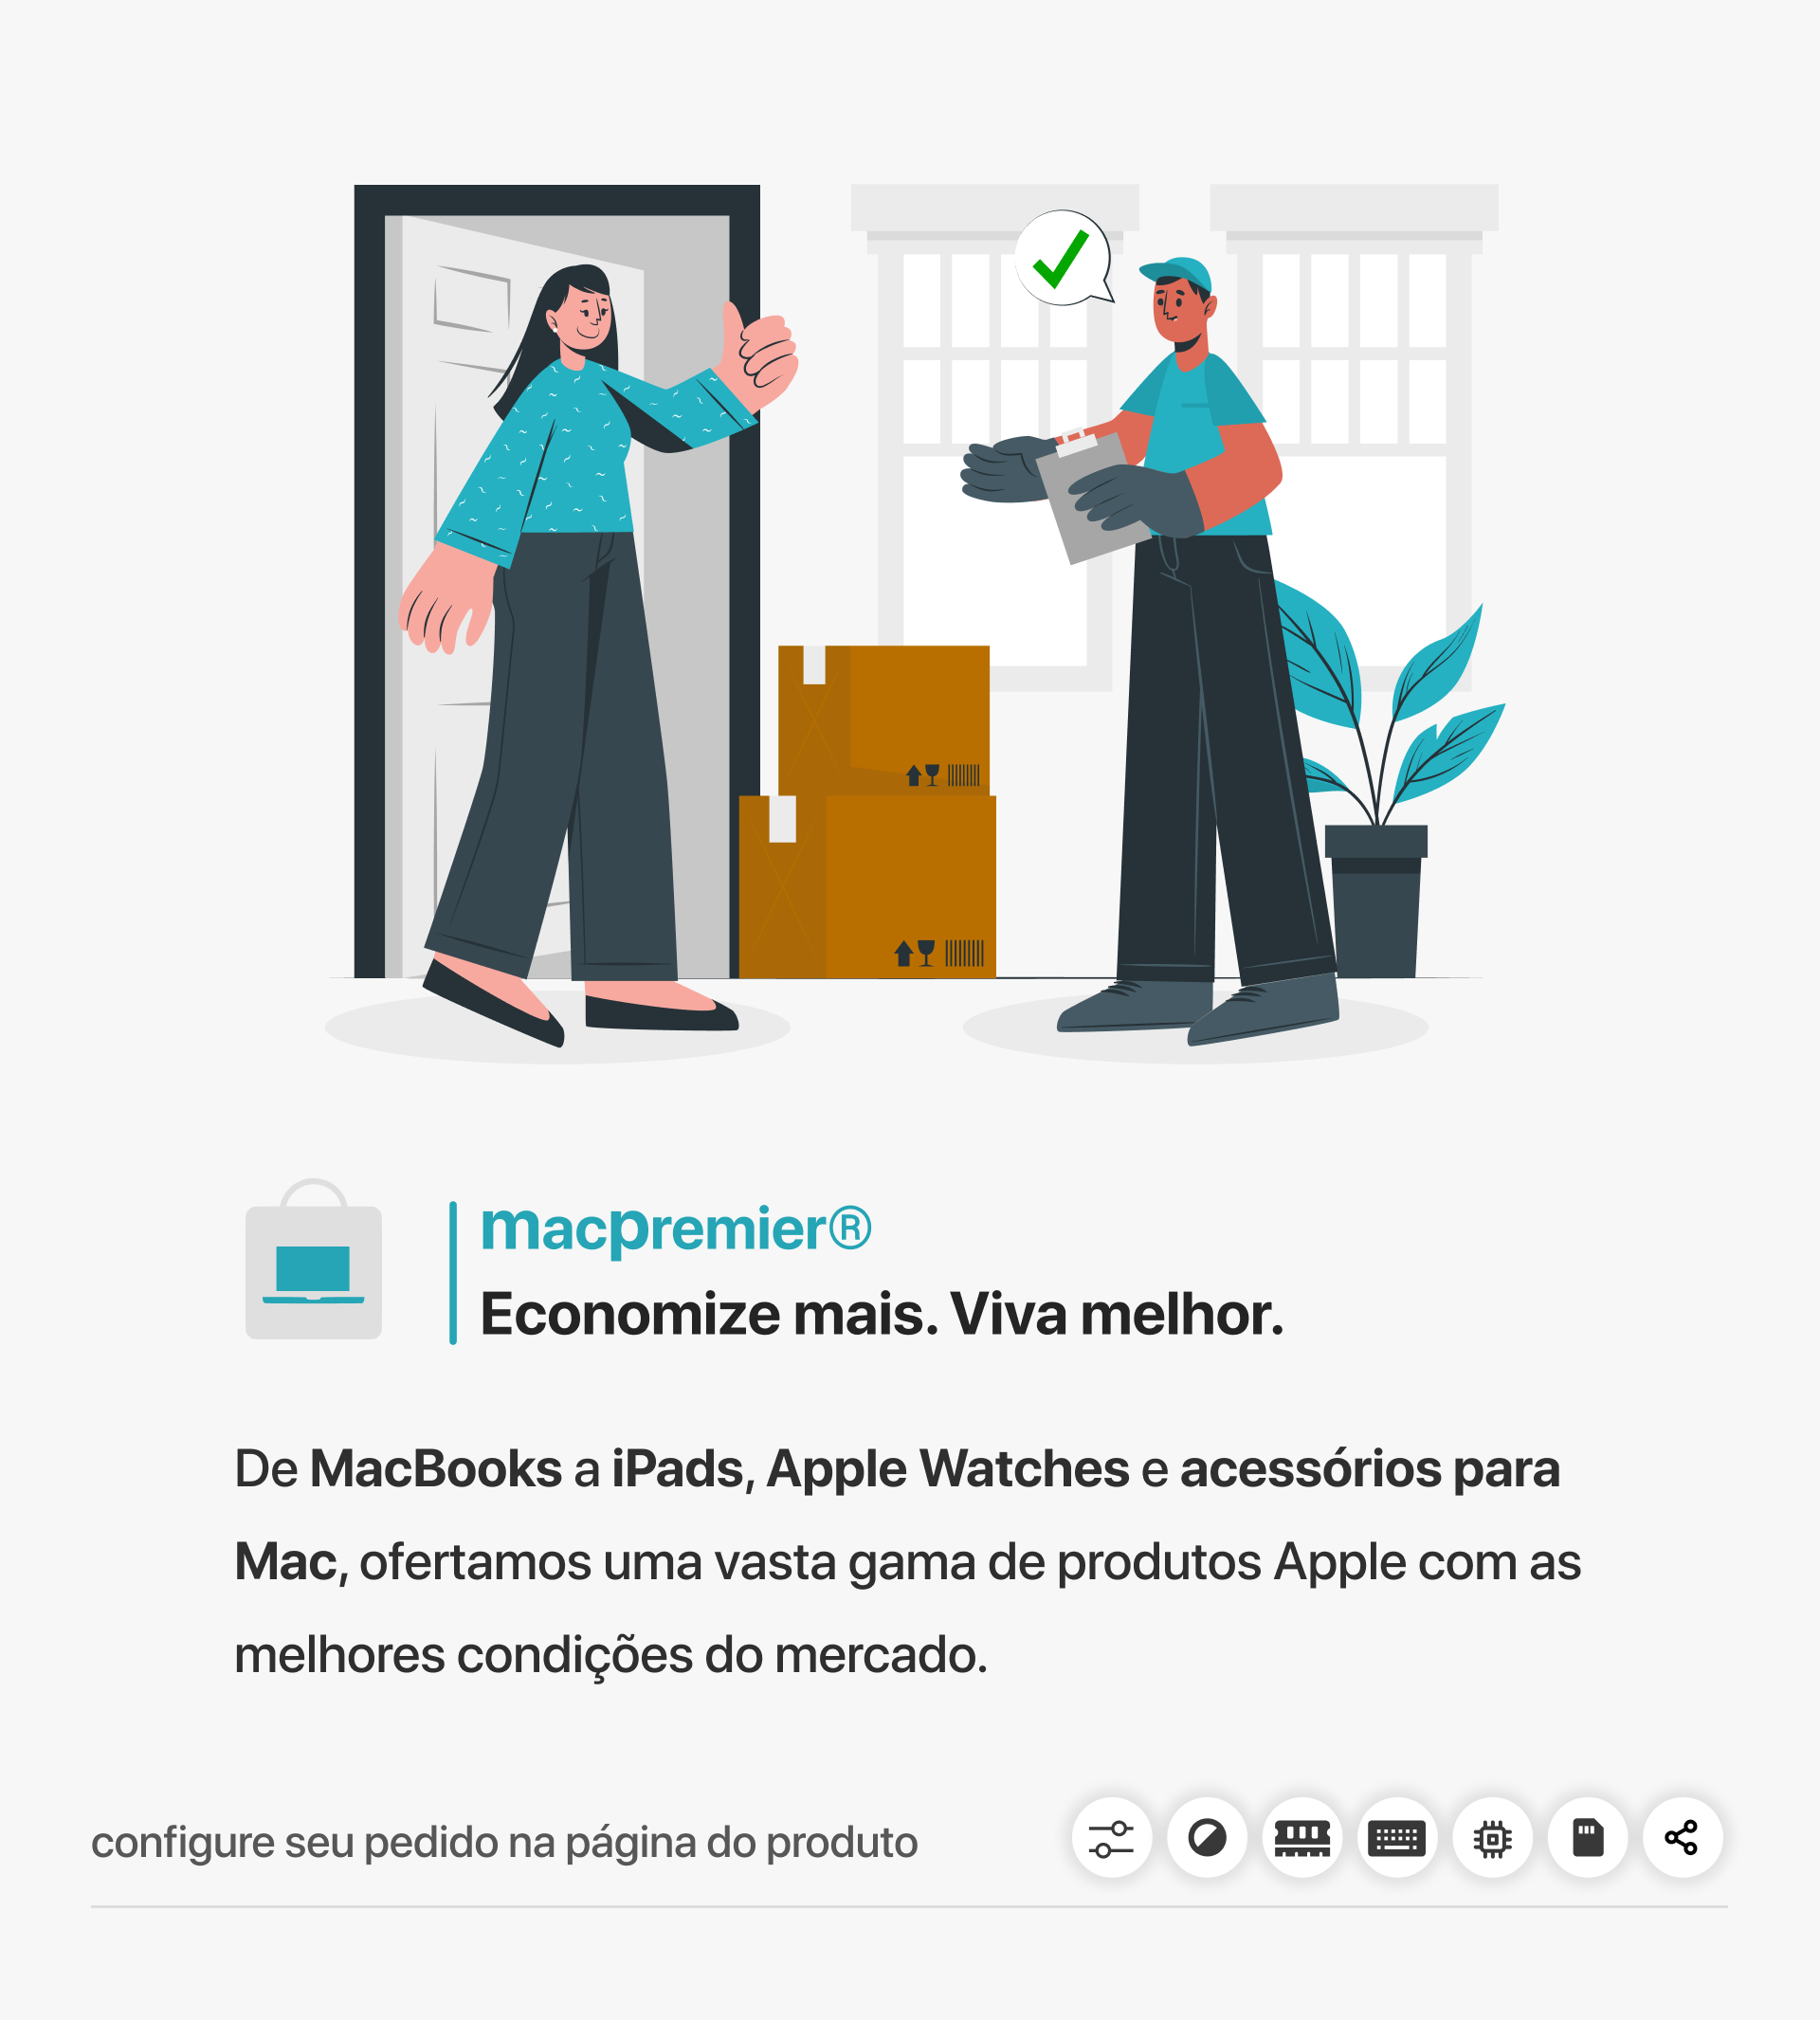 macpremier®
Economize mais. Viva melhor.
De MacBooks a iPads, Apple Watches e acessórios para
Mac, ofertamos uma vasta gama de produtos Apple com as
melhores condições do mercado.
configure seu pedido na página do produto